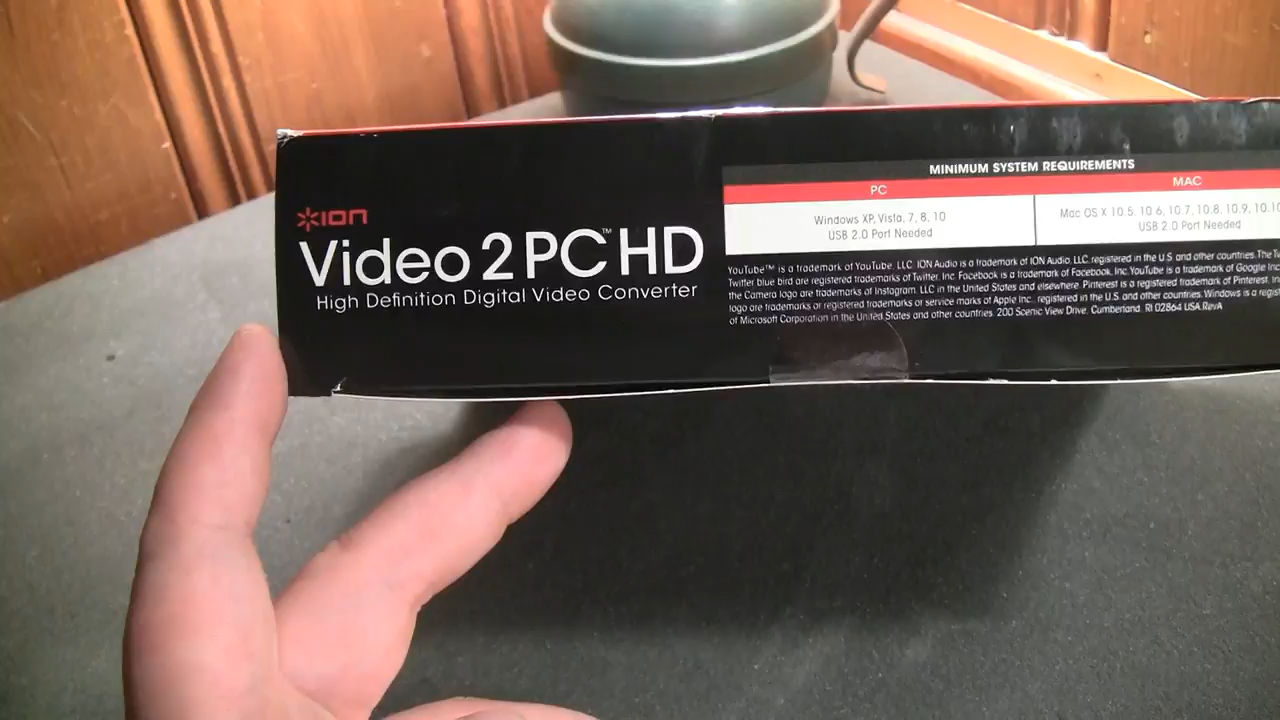 ION
Video 2 PC™ HD
High Definition Digital Video Converter
MINIMUM SYSTEM REQUIREMENTS
PC
MAC
Windows XP, Vista, 7, 8, 10
USB 2.0 Port Needed
Mac OS X 10.5, 10.6, 10.7, 10.8, 10.9, 10.10
USB 2.0 Port Needed
YouTube™ is a trademark of YouTube, LLC. ION Audio is a trademark of ION Audio, LLC, registered in the U.S. and other countries. The
Twitter blue bird are registered trademarks of Twitter, Inc. Facebook is a trademark of Facebook, Inc. YouTube is a trademark of Google
the Camera logo are trademarks of Instagram, LLC in the United States and elsewhere. Pinterest is a registered trademark of Pinterest,
logo are trademarks or registered trademarks or service marks of Apple Inc., registered in the U.S. and other countries. Windows is a
of Microsoft Corporation in the United States and other countries. 200 Scenic View Drive, Cumberland, RI 02864 USA RevA